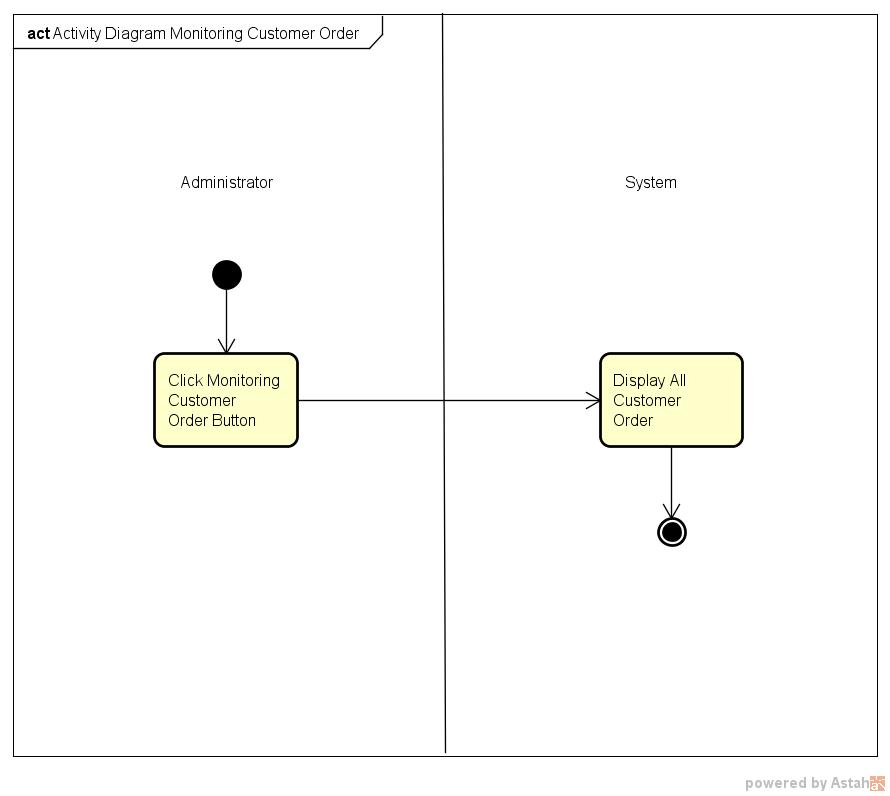 act Activity Diagram Monitoring Customer Order
Administrator
System
Click Monitoring
Customer
Order Button
Display All
Customer
Order
powered by Astah